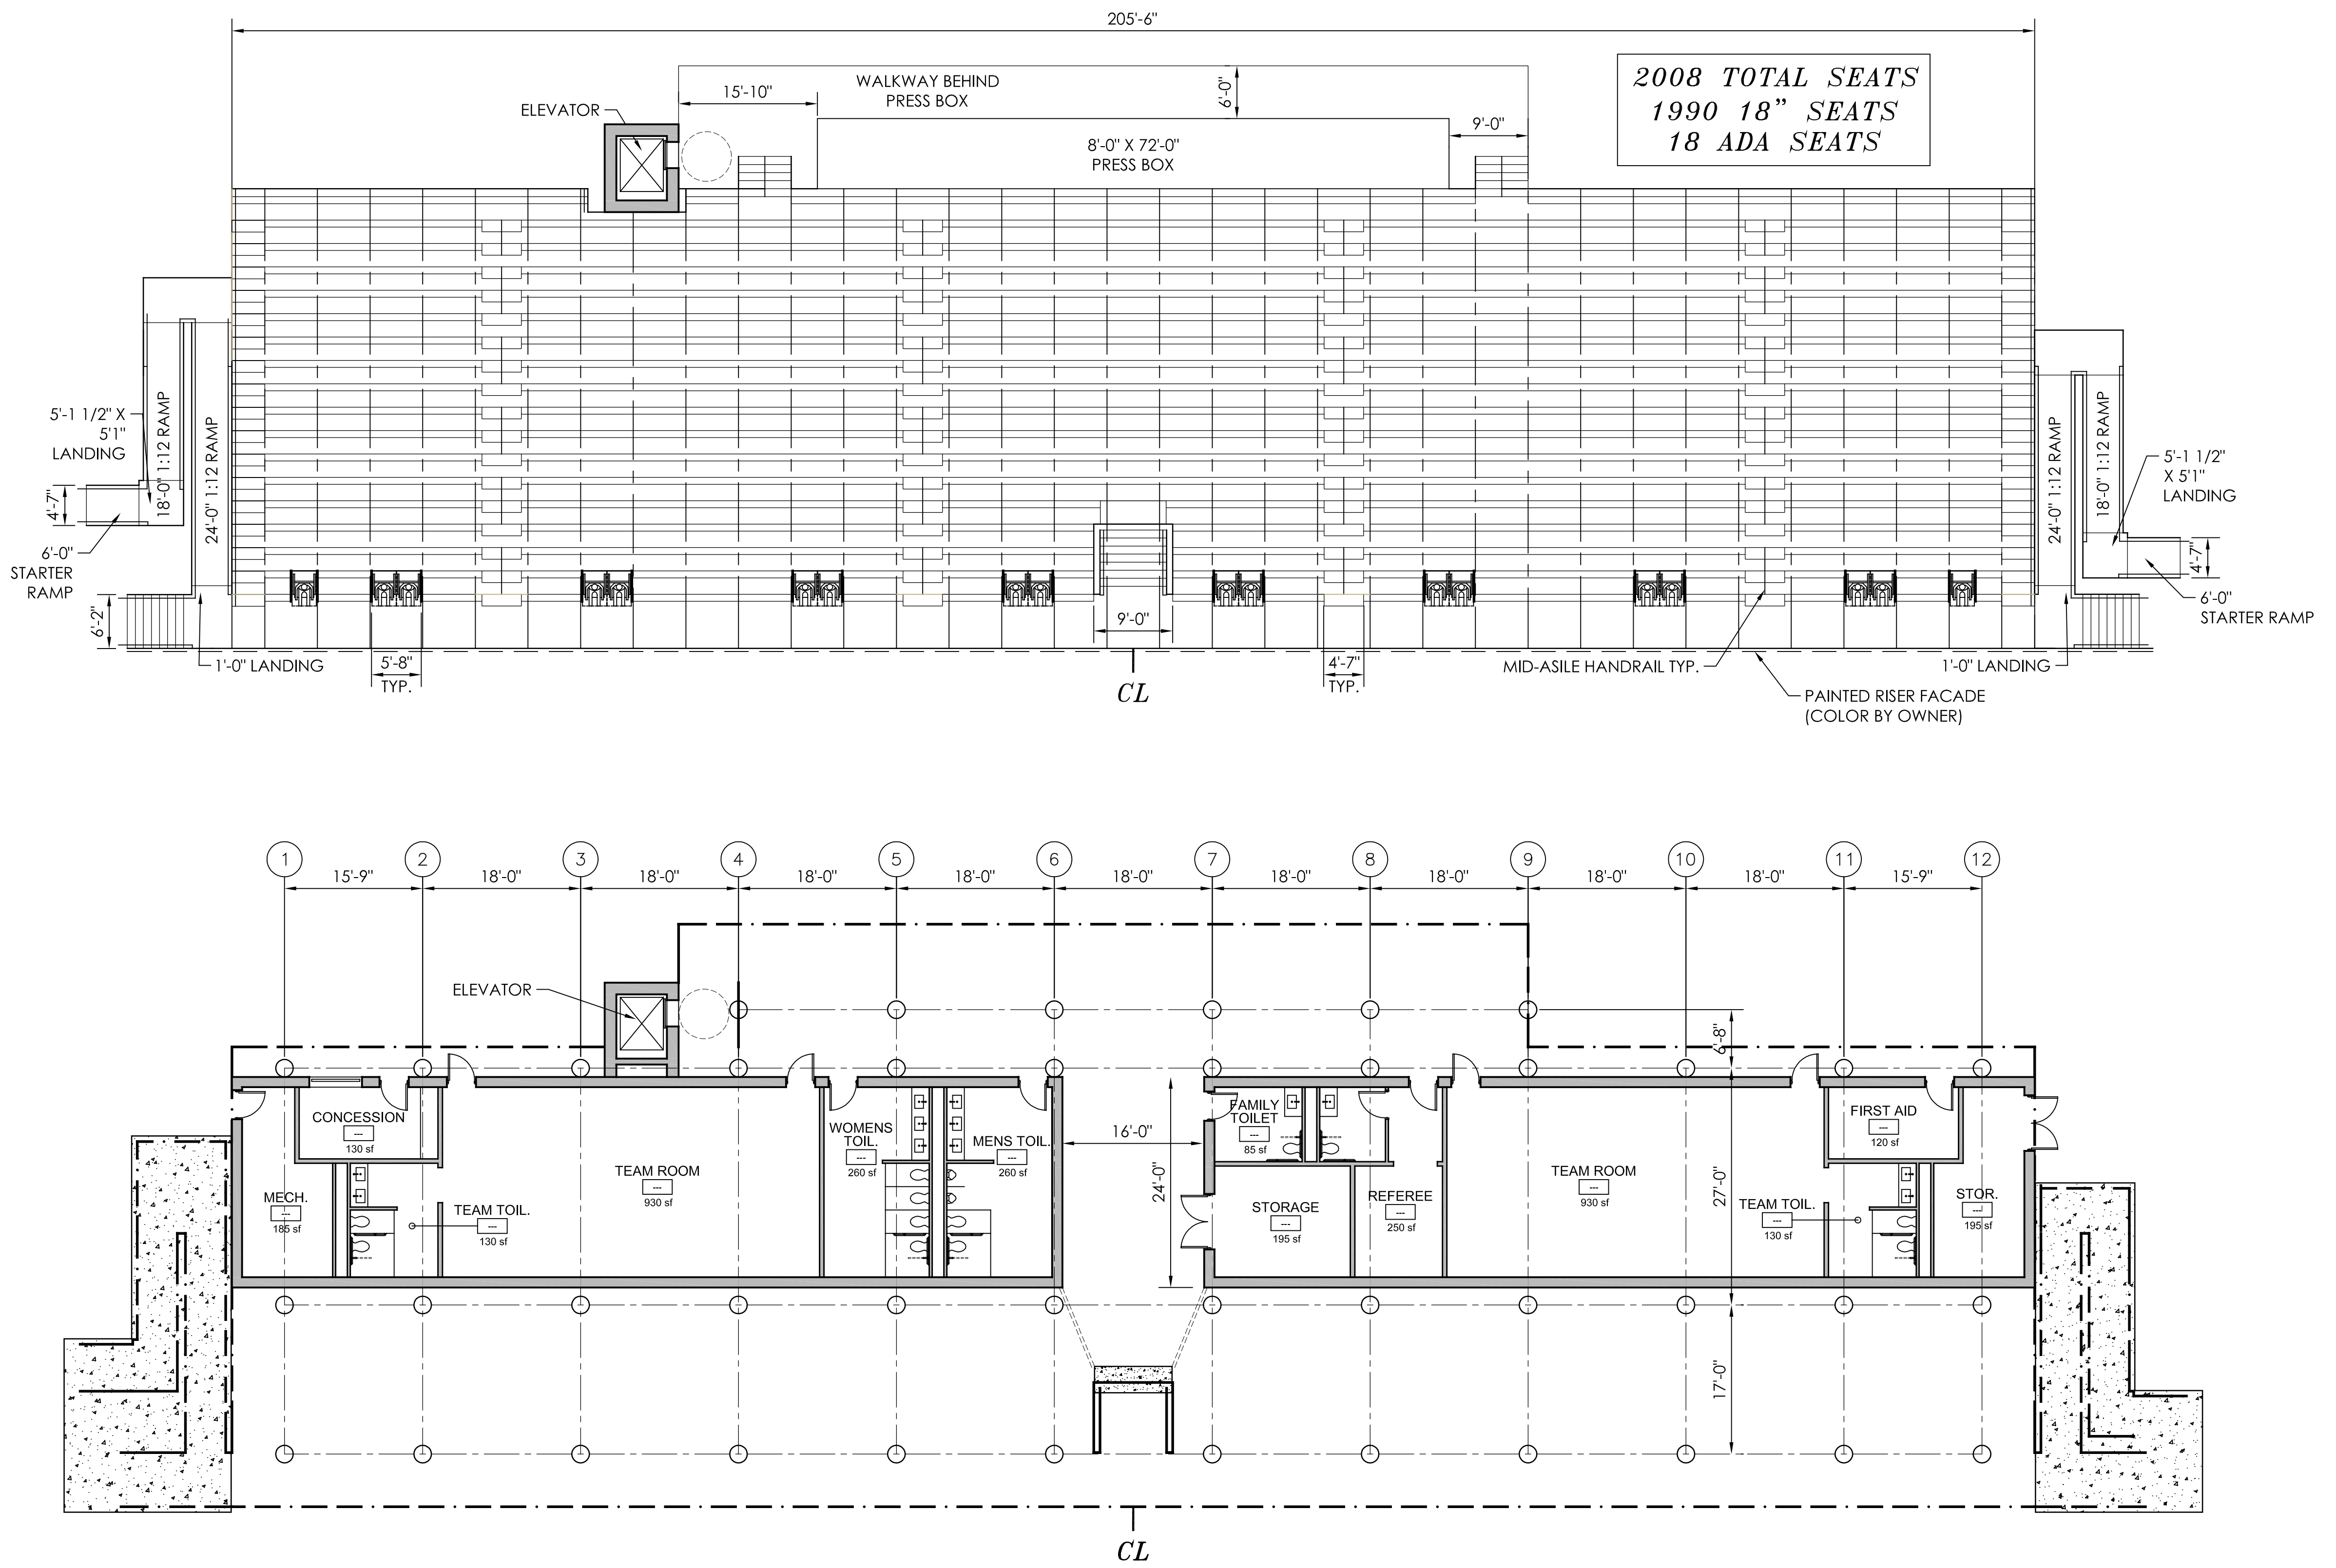 205'-6"
WALKWAY BEHIND
PRESS BOX
15'-10"
6'-0"
ELEVATOR
9'-0"
8'-0" X 72'-0"
PRESS BOX
2008 TOTAL SEATS
1990 18" SEATS
18 ADA SEATS
5'-1 1/2" X
5'1"
LANDING
18'-0" 1:12 RAMP
24'-0" 1:12 RAMP
4'-7"
6'-0"
STARTER
RAMP
6'-2"
1'-0" LANDING
5'-8"
TYP.
9'-0"
CL
4'-7"
TYP.
MID-ASILE HANDRAIL TYP.
24'-0" 1:12 RAMP
18'-0" 1:12 RAMP
5'-1 1/2"
X 5'1"
LANDING
4'-7"
6'-0"
STARTER RAMP
1'-0" LANDING
PAINTED RISER FACADE
(COLOR BY OWNER)
1 2 3 4 5 6 7 8 9 10 11 12
15'-9" 18'-0" 18'-0" 18'-0" 18'-0" 18'-0" 18'-0" 18'-0" 18'-0" 18'-0" 15'-9"
ELEVATOR
6'-8"
CONCESSION
---
130 sf
MECH.
---
185 sf
TEAM TOIL.
---
130 sf
TEAM ROOM
---
930 sf
WOMENS
TOIL.
---
260 sf
MENS TOIL.
---
260 sf
16'-0"
24'-0"
FAMILY
TOILET
---
85 sf
STORAGE
---
195 sf
REFEREE
---
250 sf
TEAM ROOM
---
930 sf
27'-0"
TEAM TOIL.
---
130 sf
FIRST AID
---
120 sf
STOR.
---
195 sf
17'-0"
CL